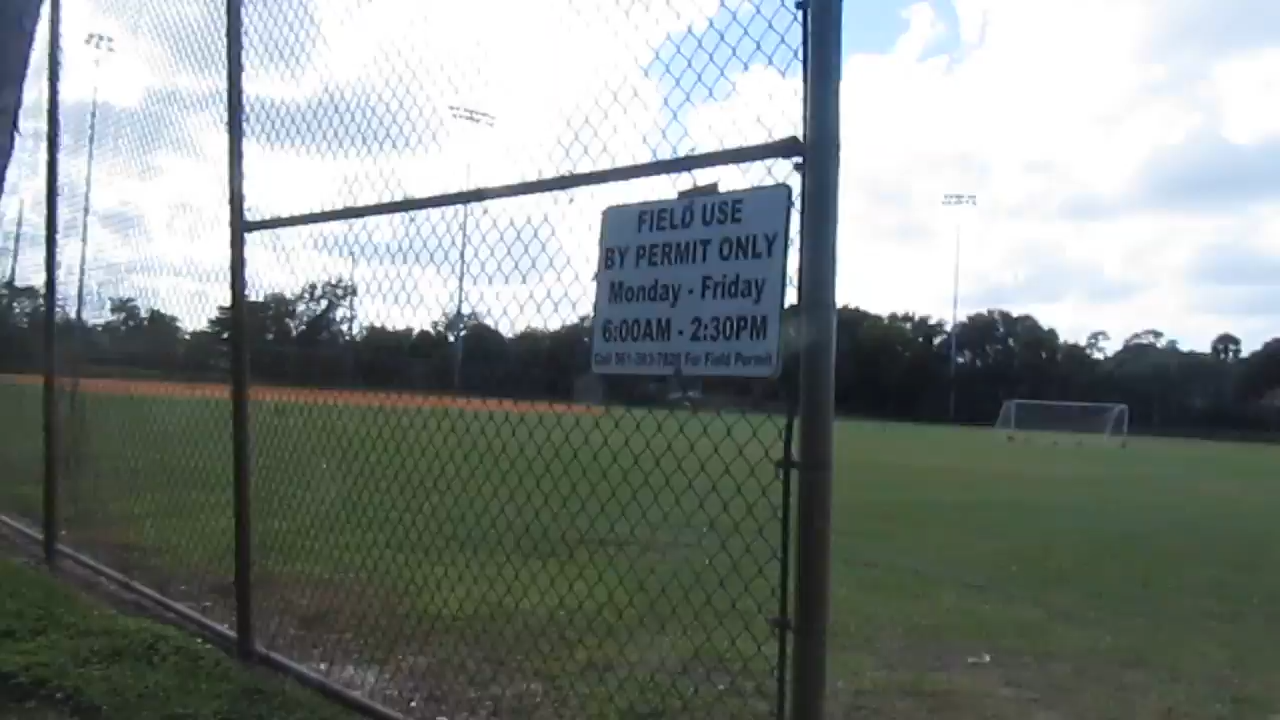 FIELD USE
BY PERMIT ONLY
Monday - Friday
6:00AM - 2:30PM
Call For Field Permit